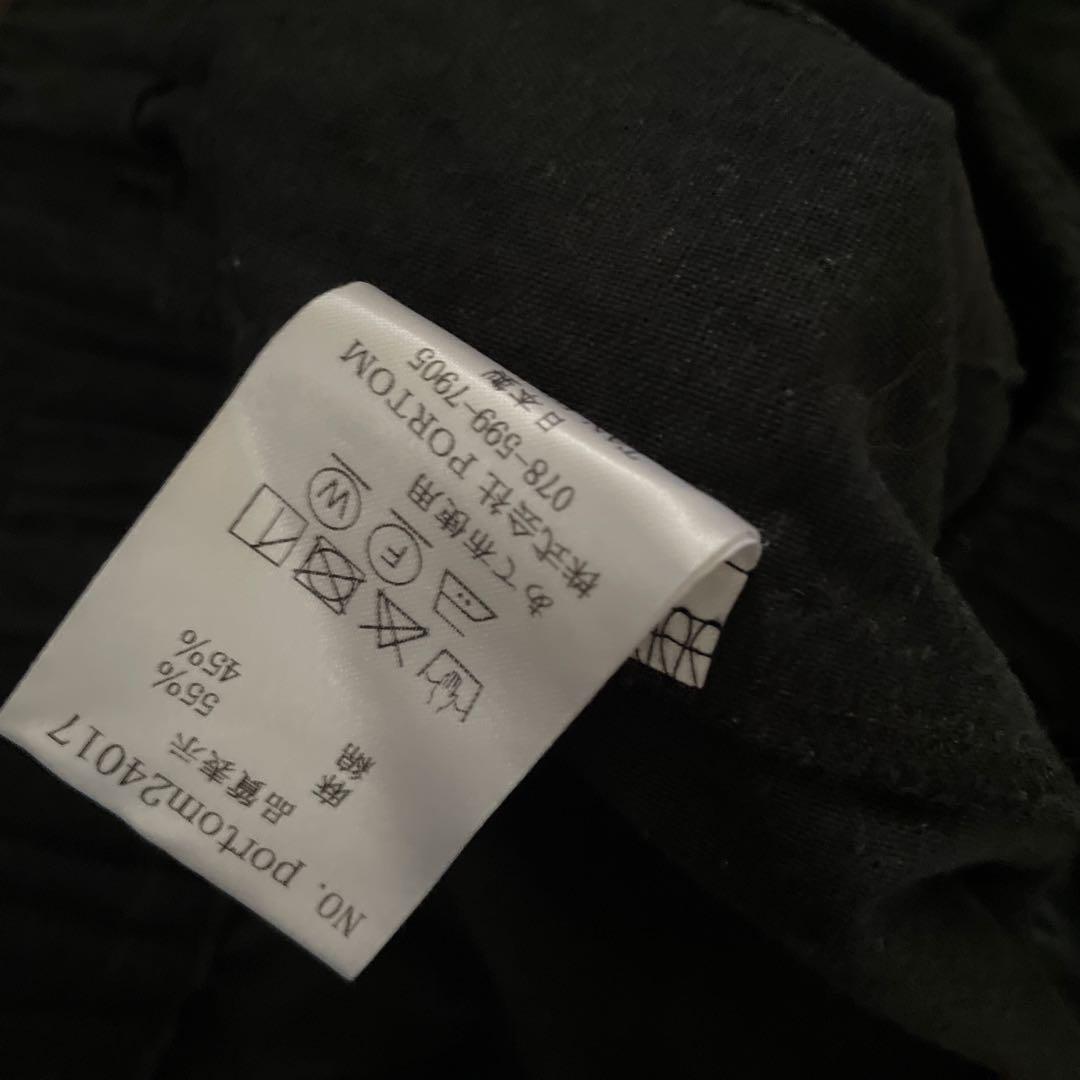 NO. portom24017
品質表示
麻 55%
綿 45%
F W
あて布使用
株式会社 PORTOM
078-599-7905
日本製